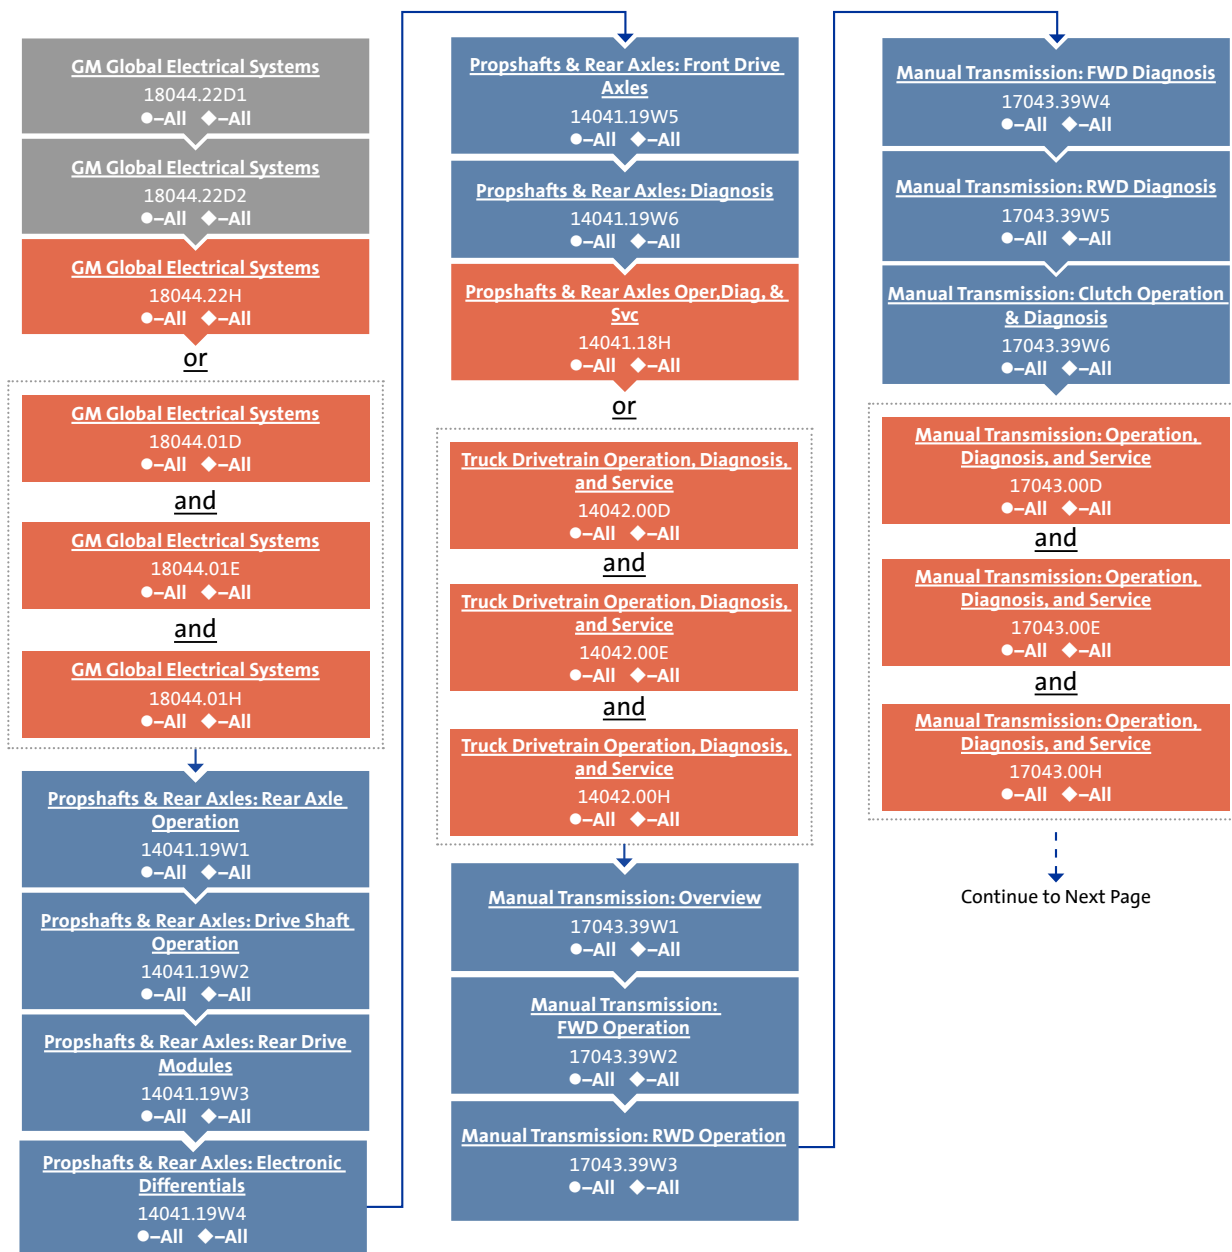 GM Global Electrical Systems
18044.22D1
●–All ◆–All
GM Global Electrical Systems
18044.22D2
●–All ◆–All
GM Global Electrical Systems
18044.22H
●–All ◆–All
or
GM Global Electrical Systems
18044.01D
●–All ◆–All
and
GM Global Electrical Systems
18044.01E
●–All ◆–All
and
GM Global Electrical Systems
18044.01H
●–All ◆–All
Propshafts & Rear Axles: Rear Axle
Operation
14041.19W1
●–All ◆–All
Propshafts & Rear Axles: Drive Shaft
Operation
14041.19W2
●–All ◆–All
Propshafts & Rear Axles: Rear Drive
Modules
14041.19W3
●–All ◆–All
Propshafts & Rear Axles: Electronic
Differentials
14041.19W4
●–All ◆–All
Propshafts & Rear Axles: Front Drive
Axles
14041.19W5
●–All ◆–All
Propshafts & Rear Axles: Diagnosis
14041.19W6
●–All ◆–All
Propshafts & Rear Axles Oper,Diag, &
Svc
14041.18H
●–All ◆–All
or
Truck Drivetrain Operation, Diagnosis,
and Service
14042.00D
●–All ◆–All
and
Truck Drivetrain Operation, Diagnosis,
and Service
14042.00E
●–All ◆–All
and
Truck Drivetrain Operation, Diagnosis,
and Service
14042.00H
●–All ◆–All
Manual Transmission: Overview
17043.39W1
●–All ◆–All
Manual Transmission:
FWD Operation
17043.39W2
●–All ◆–All
Manual Transmission: RWD Operation
17043.39W3
●–All ◆–All
Manual Transmission: FWD Diagnosis
17043.39W4
●–All ◆–All
Manual Transmission: RWD Diagnosis
17043.39W5
●–All ◆–All
Manual Transmission: Clutch Operation
& Diagnosis
17043.39W6
●–All ◆–All
Manual Transmission: Operation,
Diagnosis, and Service
17043.00D
●–All ◆–All
and
Manual Transmission: Operation,
Diagnosis, and Service
17043.00E
●–All ◆–All
and
Manual Transmission: Operation,
Diagnosis, and Service
17043.00H
●–All ◆–All
Continue to Next Page